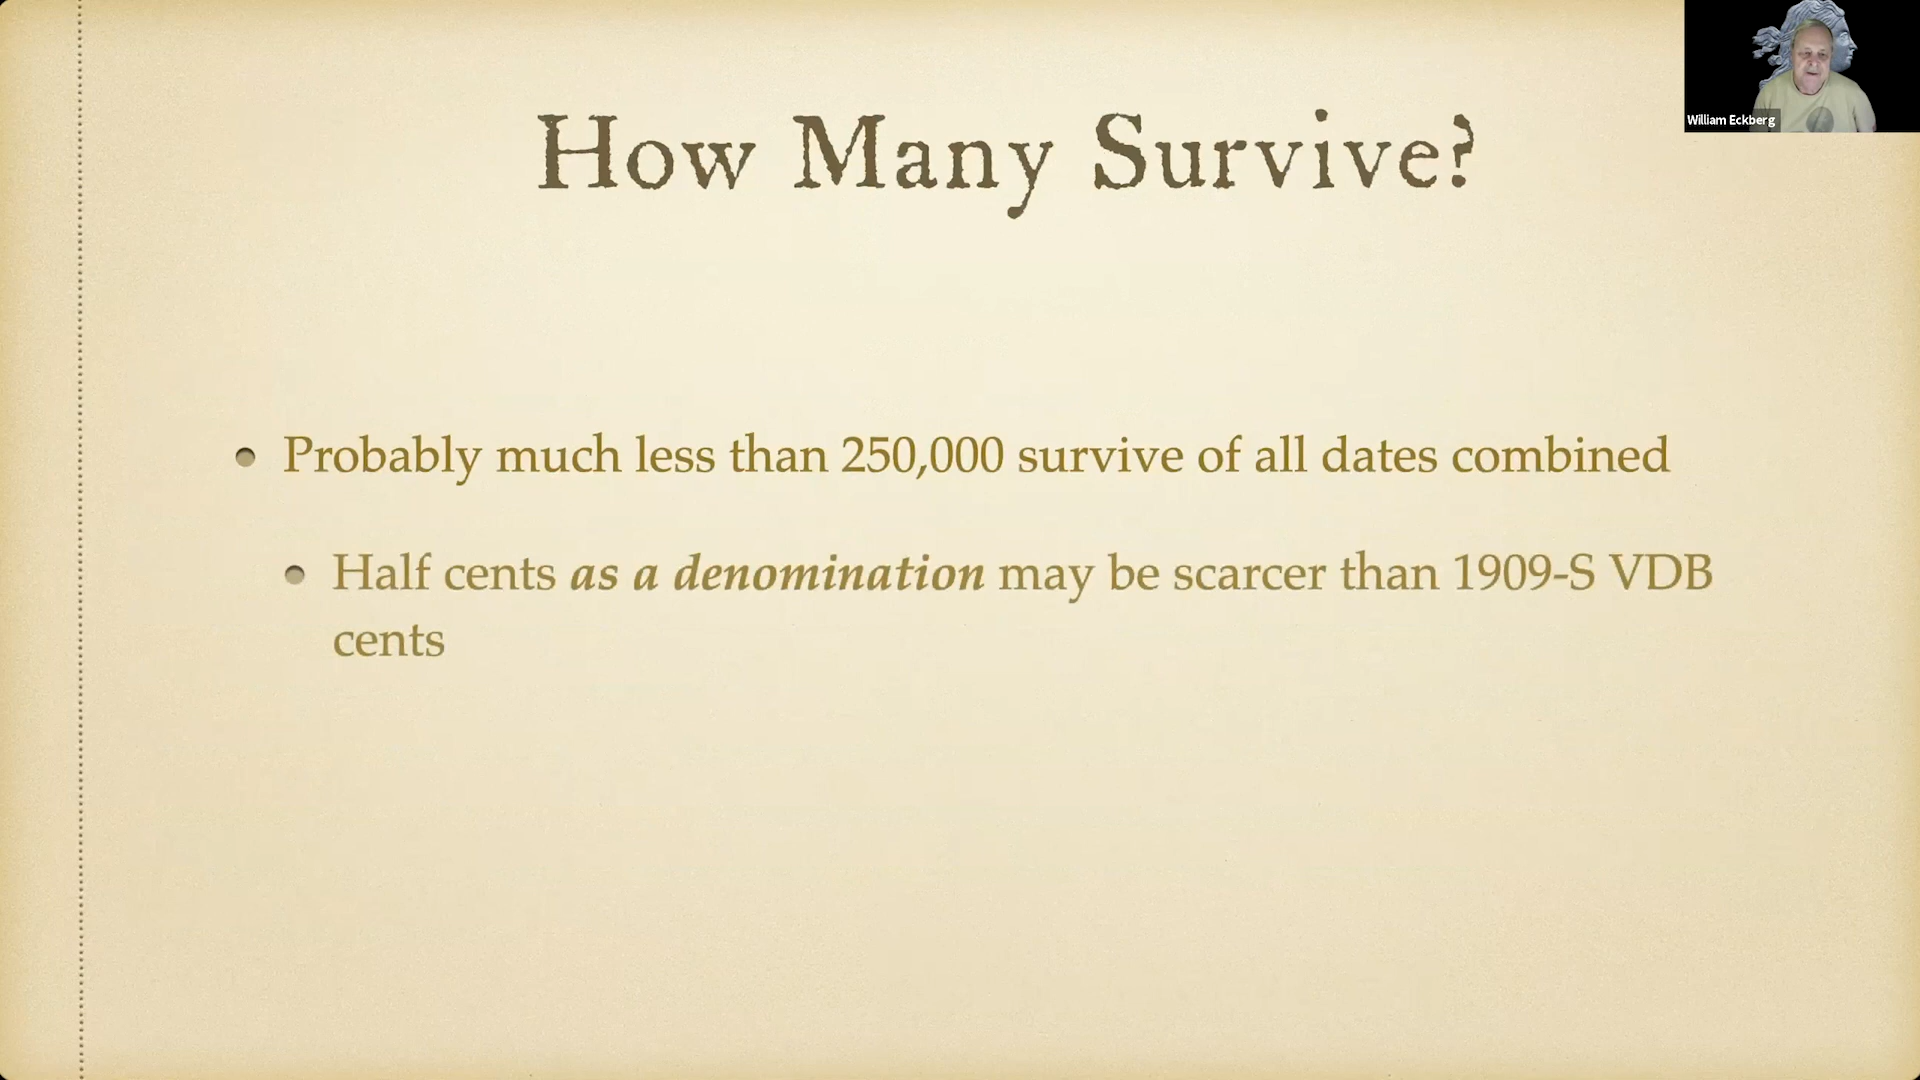 William Eckberg
How Many Survive?
Probably much less than 250,000 survive of all dates combined
Half cents as a denomination may be scarcer than 1909-S VDB
cents